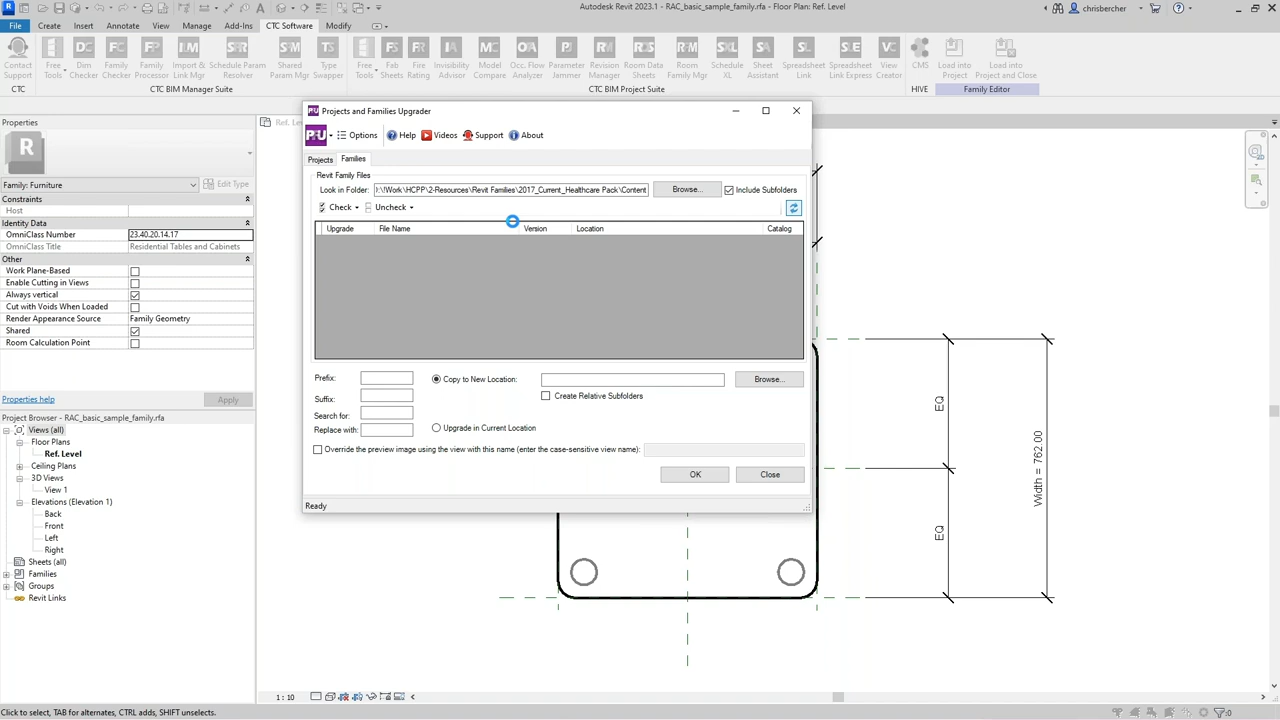 Autodesk Revit 2023.1 - RAC_basic_sample_family.rfa - Floor Plan: Ref. Level
chrisbercher
File Create Insert Annotate View Manage Add-Ins CTC Software Modify
Contact Support
Free Tools
Dim Checker
Family Checker
Family Processor
Import & Link
Schedule Param Resolver
Shared Param Mgr
Type Swapper
Free Tools
Fab Sheets
Fire Rating
Invisibility Advisor
Model Compare
Occ. Flow Analyzer
Parameter Jammer
Revision Manager
Room Data Sheets
Room Family Mgr
Schedule XL
Sheet Assistant
Spreadsheet Link
Spreadsheet Link Express
View Creator
CMS
Load into Project
Load into Project and Close
CTC CTC BIM Manager Suite CTC BIM Project Suite HIVE Family Editor
Properties
R
Family: Furniture
Edit Type
Constraints
Host
Identity Data
OmniClass Number 23.40.20.14.17
OmniClass Title Residential Tables and Cabinets
Other
Work Plane-Based
Enable Cutting in Views
Always vertical
Cut with Voids When Loaded
Render Appearance Source Family Geometry
Shared
Room Calculation Point
Properties help Apply
Project Browser - RAC_basic_sample_family.rfa
Views (all)
Floor Plans
Ref. Level
Ceiling Plans
3D Views
View 1
Elevations (Elevation 1)
Back
Front
Left
Right
Sheets (all)
Families
Groups
Revit Links
Projects and Families Upgrader
Options Help Videos Support About
Projects Families
Revit Family Files
Look in Folder: ):\!Work\HCPP\2-Resources\Revit Families\2017_Current_Healthcare Pack\Content Browse... Include Subfolders
Check Uncheck
Upgrade File Name Version Location Catalog
Prefix: Copy to New Location: Browse...
Suffix: Create Relative Subfolders
Search for:
Replace with: Upgrade in Current Location
Override the preview image using the view with this name (enter the case-sensitive view name):
OK Close
Ready
EQ
EQ
Width = 762.00
1 : 10
Click to select, TAB for alternates, CTRL adds, SHIFT unselects.
:0